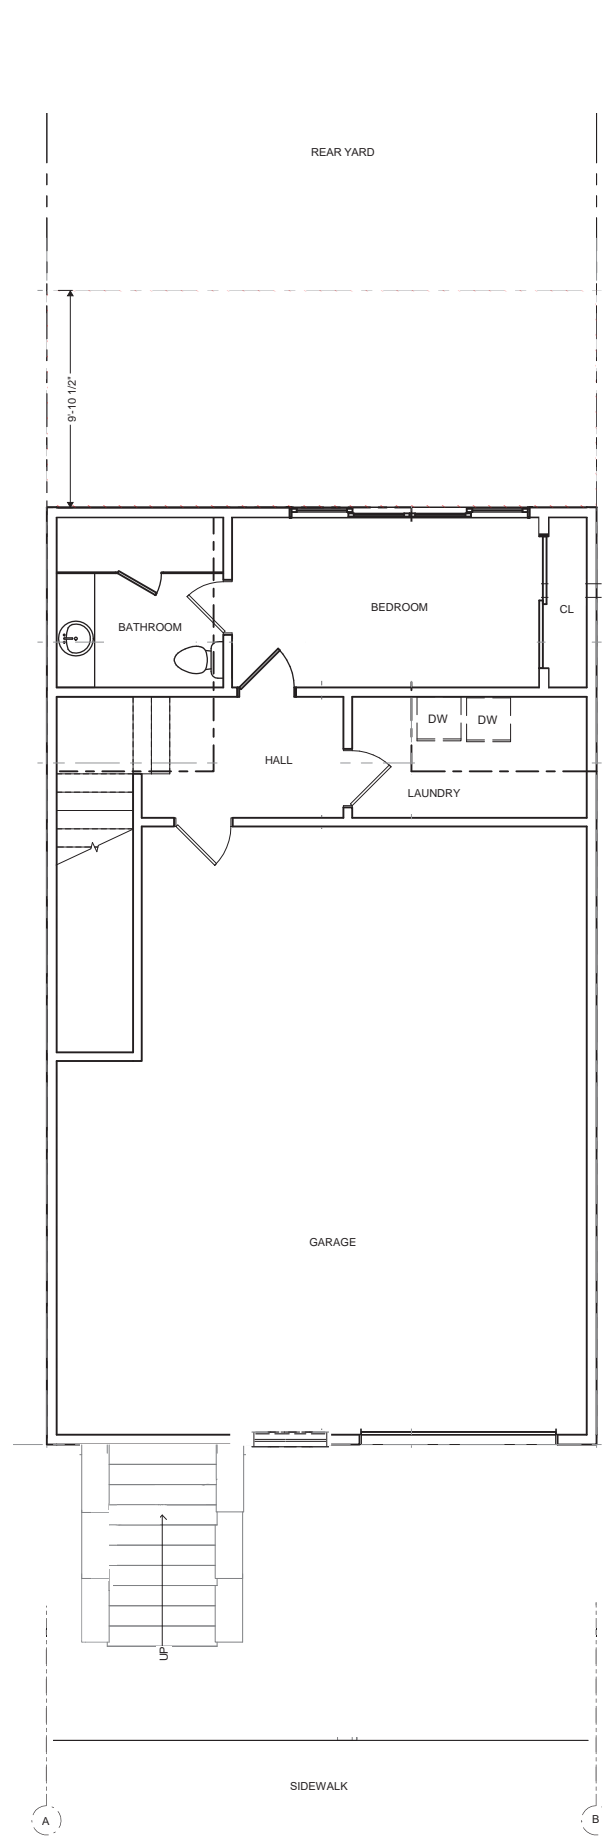 REAR YARD
9'-10 1/2"
BEDROOM
CL
BATHROOM
DW
DW
HALL
LAUNDRY
GARAGE
UP
SIDEWALK
A
B